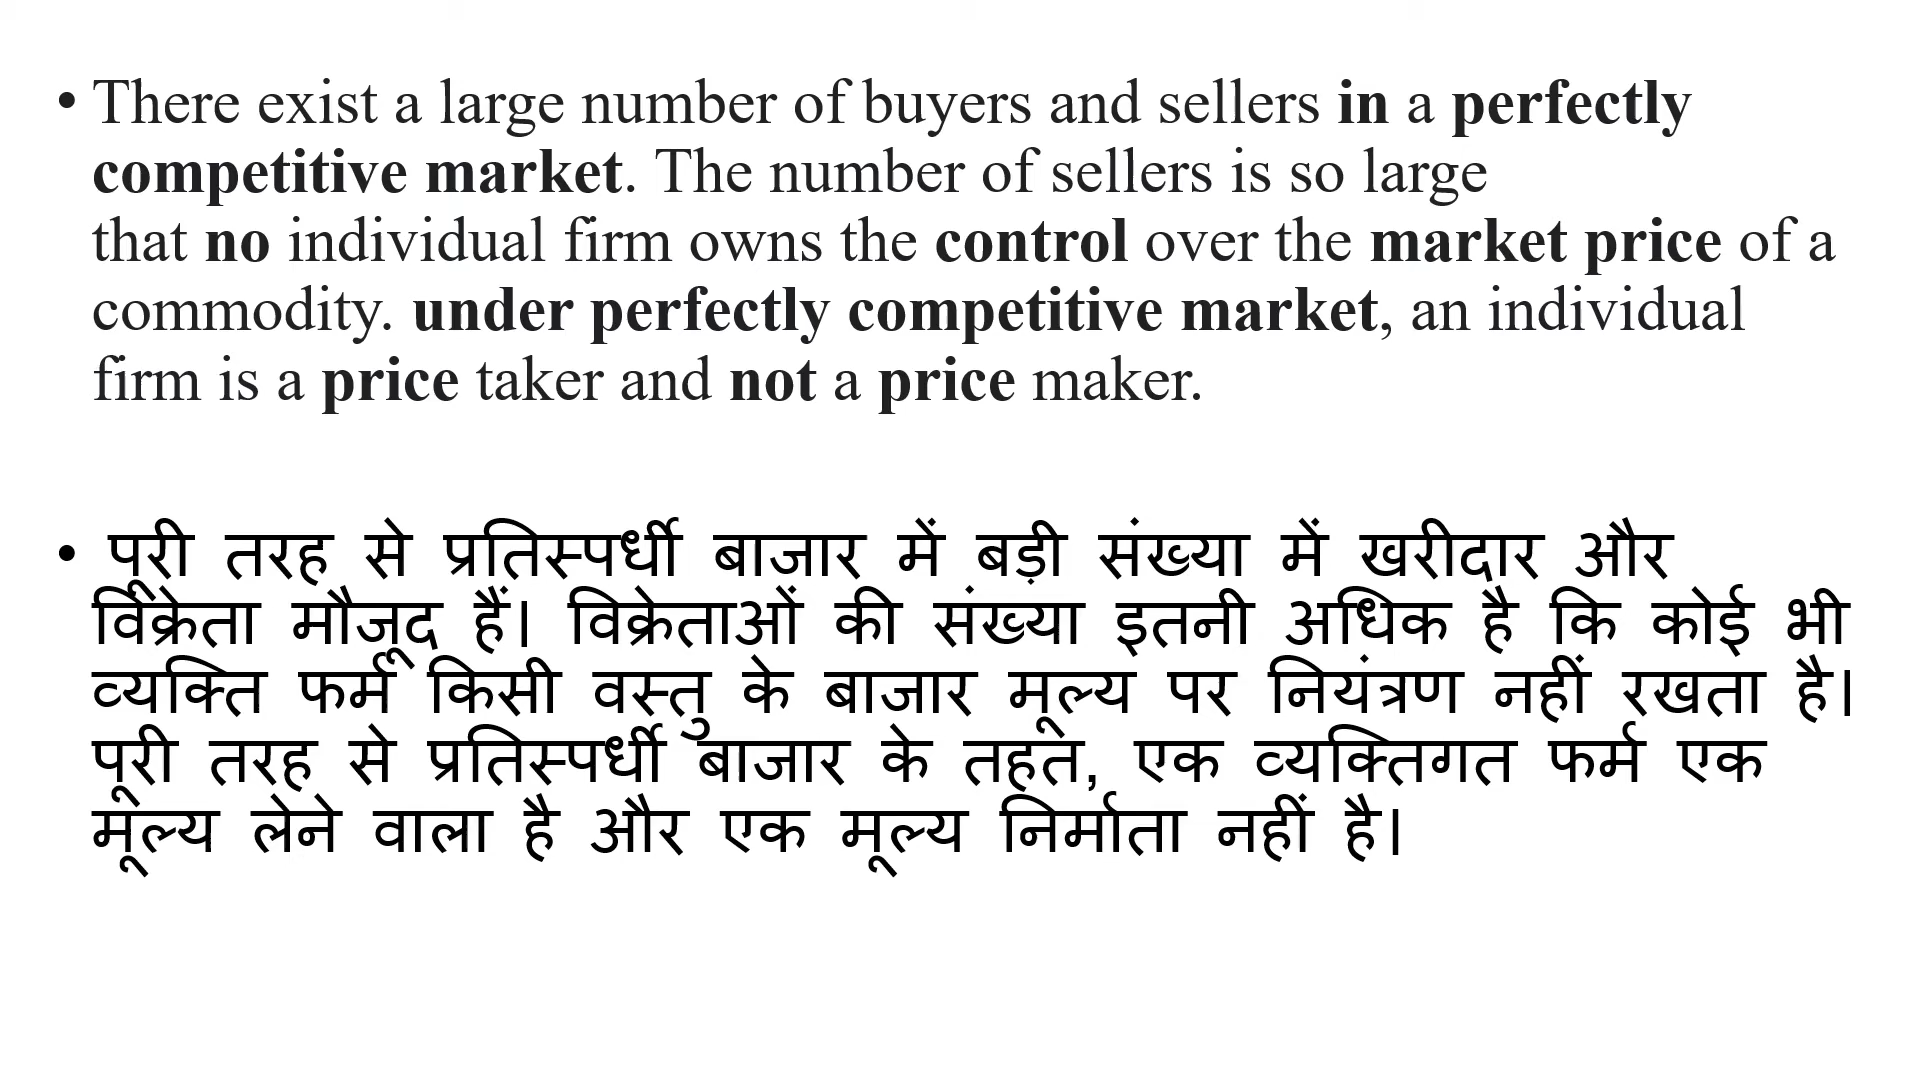 • There exist a large number of buyers and sellers in a perfectly
competitive market. The number of sellers is so large
that no individual firm owns the control over the market price of a
commodity. under perfectly competitive market, an individual
firm is a price taker and not a price maker.
• पूरी तरह से प्रतिस्पर्धी बाजार में बड़ी संख्या में खरीदार और
विक्रेता मौजूद हैं। विक्रेताओं की संख्या इतनी अधिक है कि कोई भी
व्यक्ति फर्म किसी वस्तु के बाजार मूल्य पर नियंत्रण नहीं रखता है।
पूरी तरह से प्रतिस्पर्धी बाजार के तहत, एक व्यक्तिगत फर्म एक
मूल्य लेने वाला है और एक मूल्य निर्माता नहीं है।